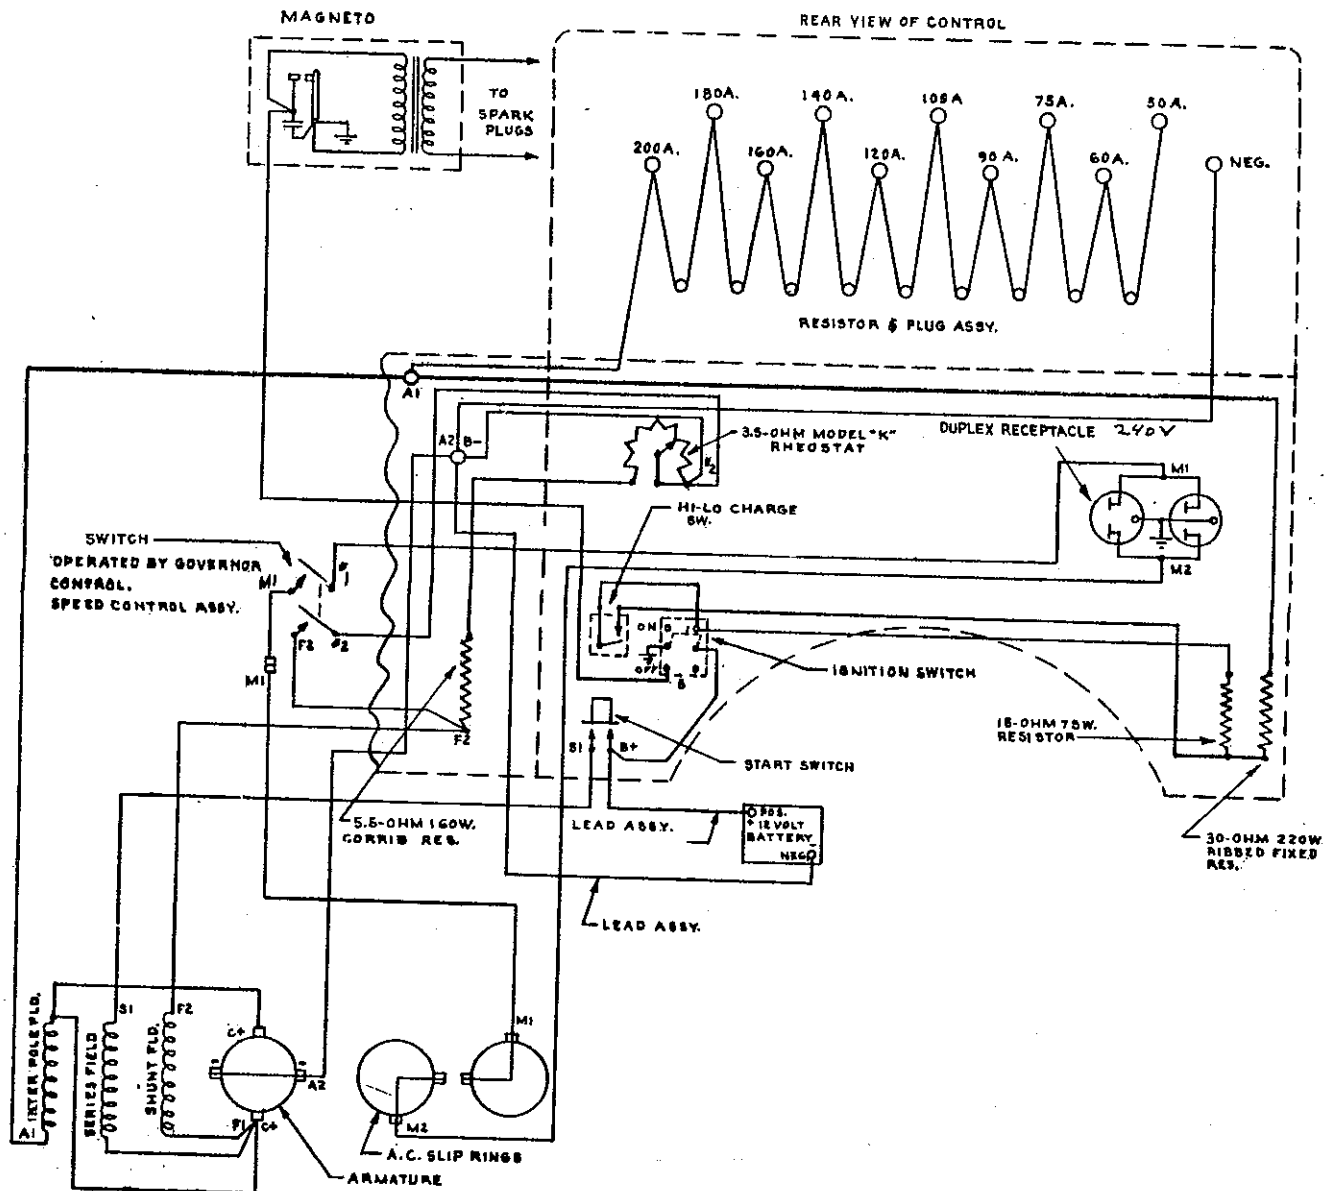 MAGNETO
REAR VIEW OF CONTROL
TO
SPARK
PLUGS
180A.
140A.
105A
75A.
50A.
200A.
160A.
120A.
90A.
60A.
NEG.
RESISTOR & PLUG ASSY.
A1
A2
B-
3.5-OHM MODEL "K"
RHEOSTAT
DUPLEX RECEPTACLE 240V
M1
M2
HI-LO CHARGE
SW.
SWITCH
OPERATED BY GOVERNOR
CONTROL.
SPEED CONTROL ASSY.
M1
F2
M1
F2
ON
OFF
IGNITION SWITCH
S1
B+
START SWITCH
15-OHM 75W.
RESISTOR
5.5-OHM 160W.
CORRIB RES.
LEAD ASSY.
POS.
+ 12 VOLT
BATTERY
NEG
30-OHM 220W.
RIBBED FIXED
RES.
LEAD ASSY.
INTERPOLE FLD.
A1
SERIES FIELD
S1
SHUNT FLD.
F2
C+
A2
F1
C+
ARMATURE
M1
M2
A.C. SLIP RINGS